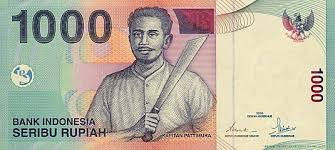 1000
BANK INDONESIA
SERIBU RUPIAH
KAPITAN PATTIMURA
1000